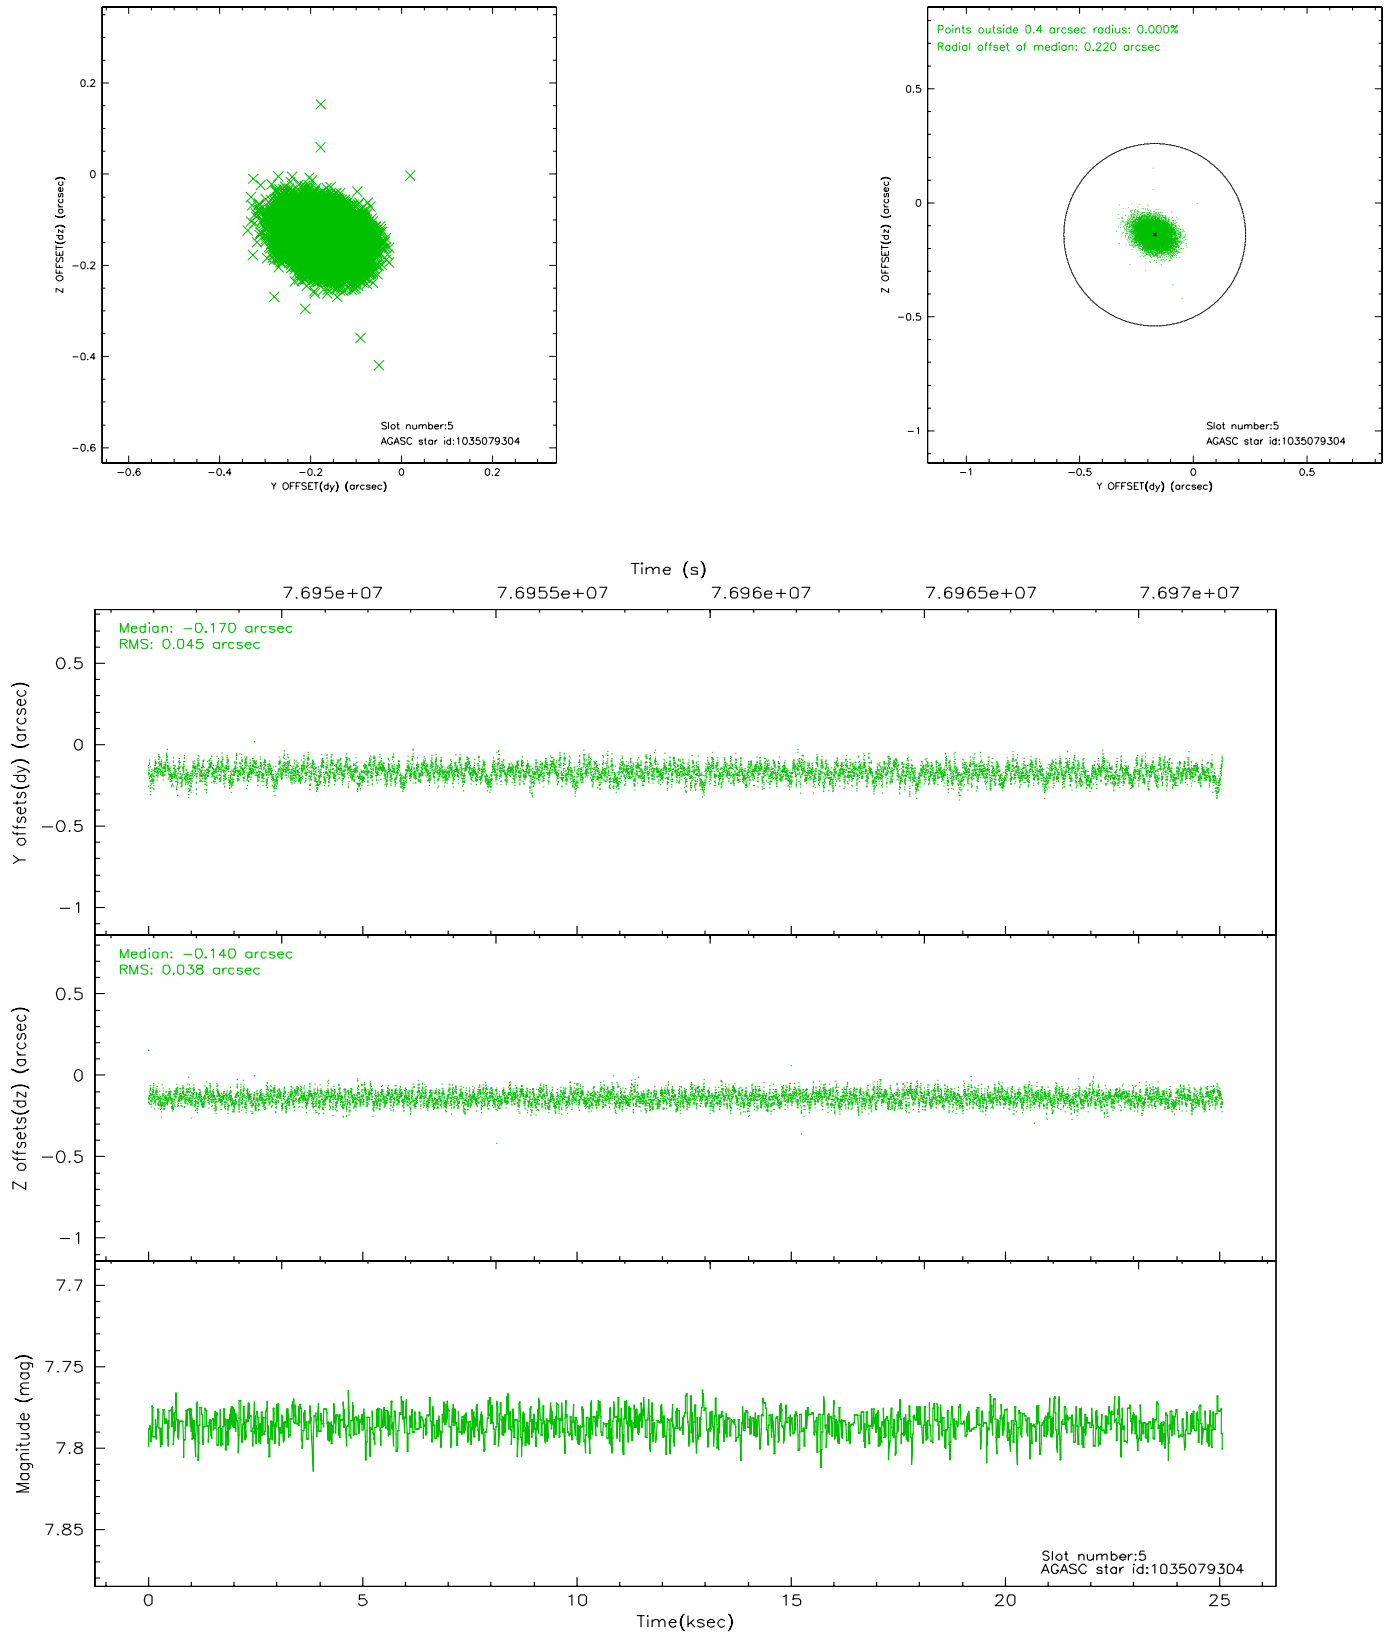 0.2
0
−0.2
−0.4
−0.6
Z OFFSET(dz) (arcsec)
Slot number:5
AGASC star id:1035079304
−0.6 −0.4 −0.2 0 0.2
Y OFFSET(dy) (arcsec)
Points outside 0.4 arcsec radius: 0.000%
Radial offset of median: 0.220 arcsec
0.5
0
−0.5
−1
Z OFFSET(dz) (arcsec)
Slot number:5
AGASC star id:1035079304
−1 −0.5 0 0.5
Y OFFSET(dy) (arcsec)
Time (s)
7.695e+07 7.6955e+07 7.696e+07 7.6965e+07 7.697e+07
Median: −0.170 arcsec
RMS: 0.045 arcsec
0.5
0
−0.5
−1
Y offsets(dy) (arcsec)
Median: −0.140 arcsec
RMS: 0.038 arcsec
0.5
0
−0.5
−1
Z offsets(dz) (arcsec)
7.7
7.75
7.8
7.85
Magnitude (mag)
Slot number:5
AGASC star id:1035079304
0 5 10 15 20 25
Time(ksec)